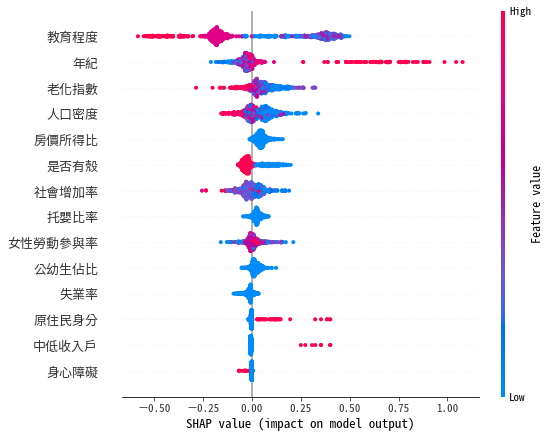 High
教育程度
年紀
老化指數
人口密度
房價所得比
是否有殼
社會增加率
托嬰比率
女性勞動參與率
公幼生佔比
失業率
原住民身分
中低收入戶
身心障礙
Feature value
Low
−0.50 −0.25 0.00 0.25 0.50 0.75 1.00
SHAP value (impact on model output)